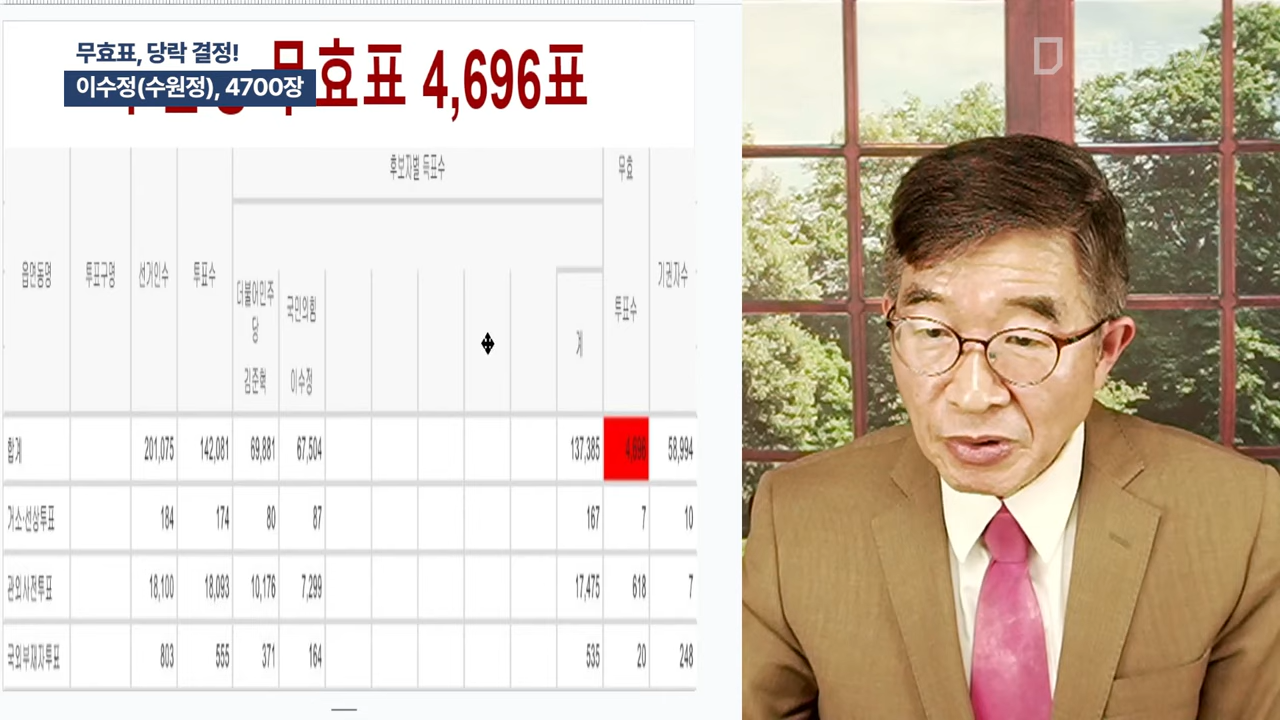 무효표, 당락 결정!
이수정(수원정), 4700장
무효표 4,696표
공병호TV
후보자별 득표수
무효
투표수
읍면동명
투표구명
선거인수
투표수
더불어민주당
김준혁
국민의힘
이수정
계
기권자수
합계 201,075 142,081 69,881 67,504 137,385 4,696 58,994
거소·선상투표 184 174 80 87 167 7 10
관외사전투표 18,100 18,093 10,176 7,299 17,475 618 7
국외부재자투표 803 555 371 164 535 20 248